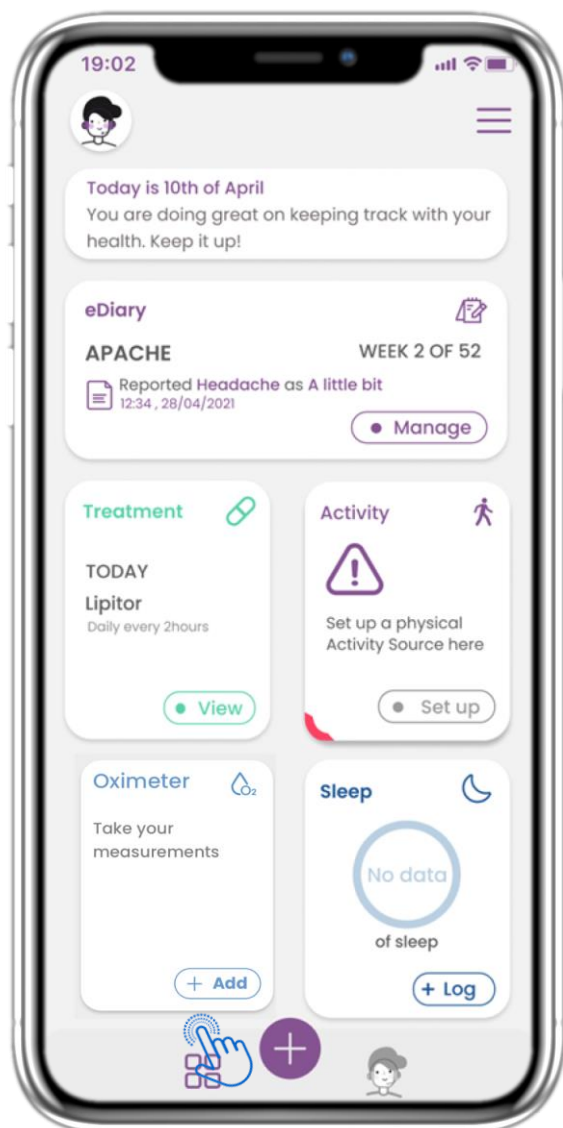 19:02
Today is 10th of April
You are doing great on keeping track with your
health. Keep it up!
eDiary
APACHE
WEEK 2 OF 52
Reported Headache as A little bit
12:34 , 28/04/2021
Manage
Treatment
TODAY
Lipitor
Daily every 2hours
View
Activity
Set up a physical
Activity Source here
Set up
Oximeter
O2
Take your
measurements
+ Add
Sleep
No data
of sleep
+ Log